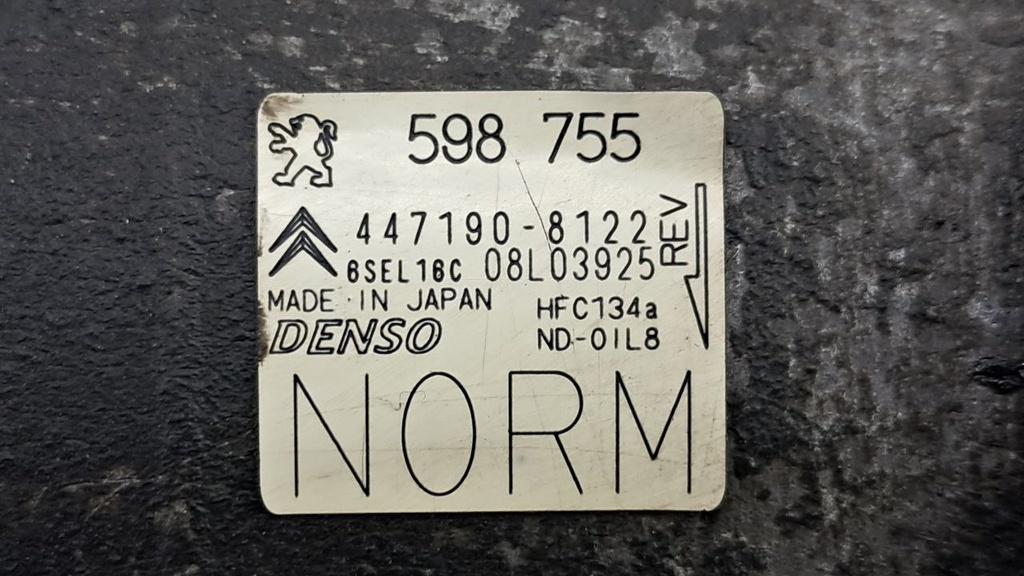 598 755
447190-8122
6SEL16C 08L03925
REV
MADE IN JAPAN
HFC134a
DENSO
ND-OIL8
NORM